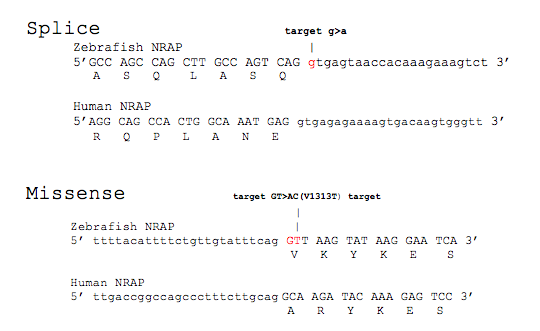 Splice
target g>a
|
Zebrafish NRAP
5’GCC AGC CAG CTT GCC AGT CAG gtgagtaaccacaaagaaagtct 3’
A S Q L A S Q
Human NRAP
5’AGG CAG CCA CTG GCA AAT GAG gtgagagaaaagtgacaagtgggtt 3’
R Q P L A N E
Missense
target GT>AC(V1313T) target
|
Zebrafish NRAP |
5’ ttttacattttctgttgtatttcag GTT AAG TAT AAG GAA TCA 3’
V K Y K E S
Human NRAP
5’ ttgaccggccagccctttcttgcag GCA AGA TAC AAA GAG TCC 3’
A R Y K E S